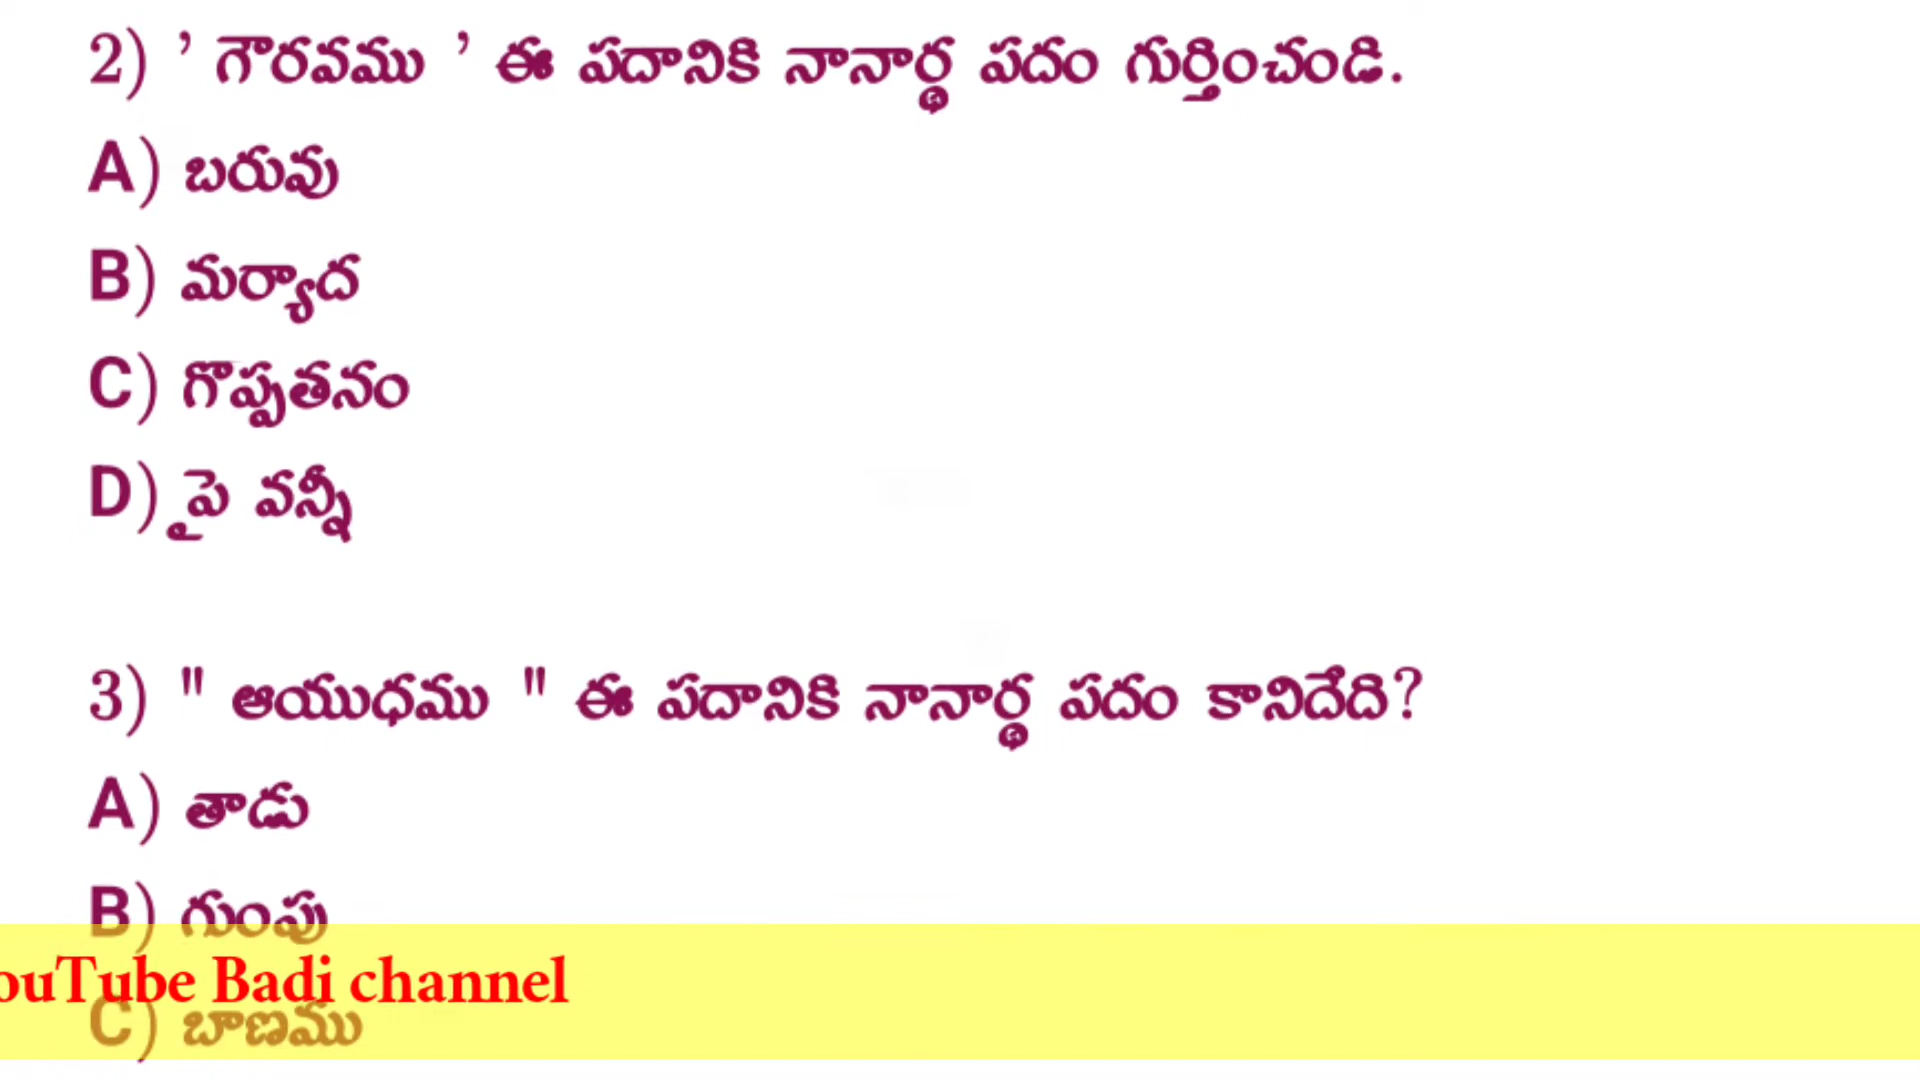 2) ' గౌరవము ' ఈ పదానికి నానార్థ పదం గుర్తించండి.
A) బరువు
B) మర్యాద
C) గొప్పతనం
D) పై వన్నీ
3) " ఆయుధము " ఈ పదానికి నానార్థ పదం కానిదేది?
A) తాడు
B) గుంపు
ouTube Badi channel
C) బాణము